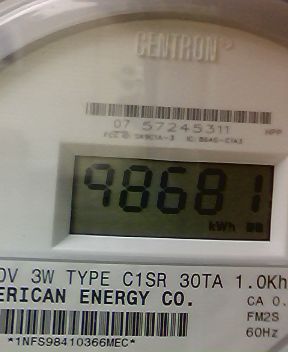 CENTRON®
07 57245311 HPP
98681
kWh
0V 3W TYPE C1SR 30TA 1.0Kh
ERICAN ENERGY CO. CA 0.
FM2S
60Hz
*1NFS98410366MEC*